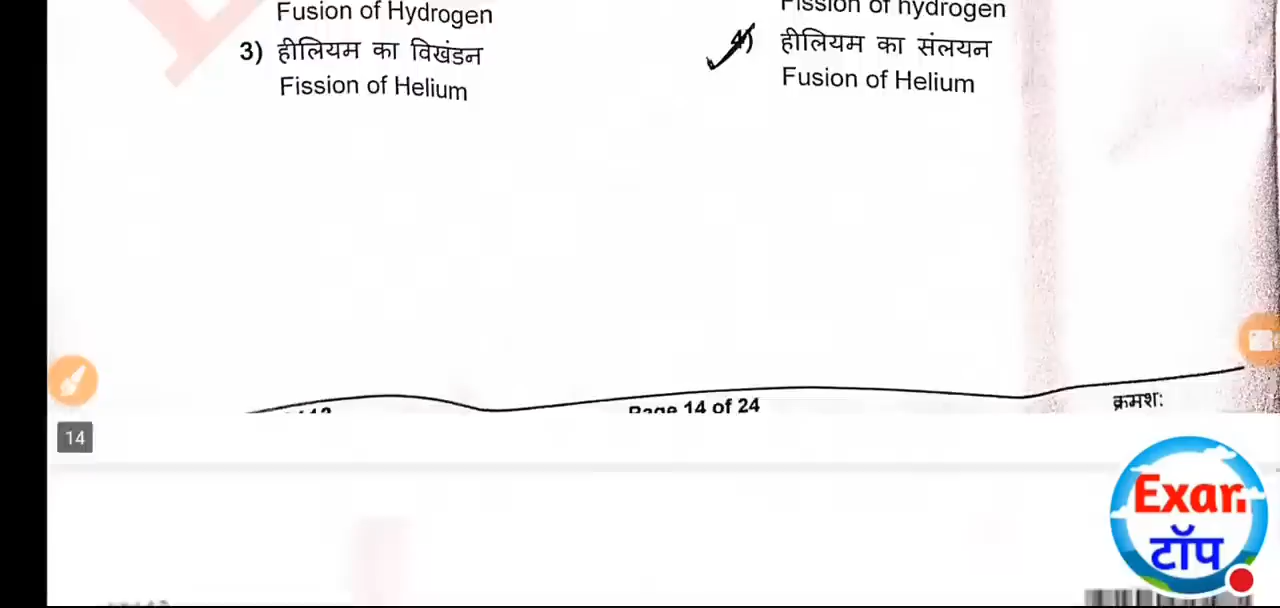 Fusion of Hydrogen
Fission of hydrogen
3) हीलियम का विखंडन
4) हीलियम का संलयन
Fission of Helium
Fusion of Helium
Page 14 of 24
क्रमश:
14
Exam
टॉप